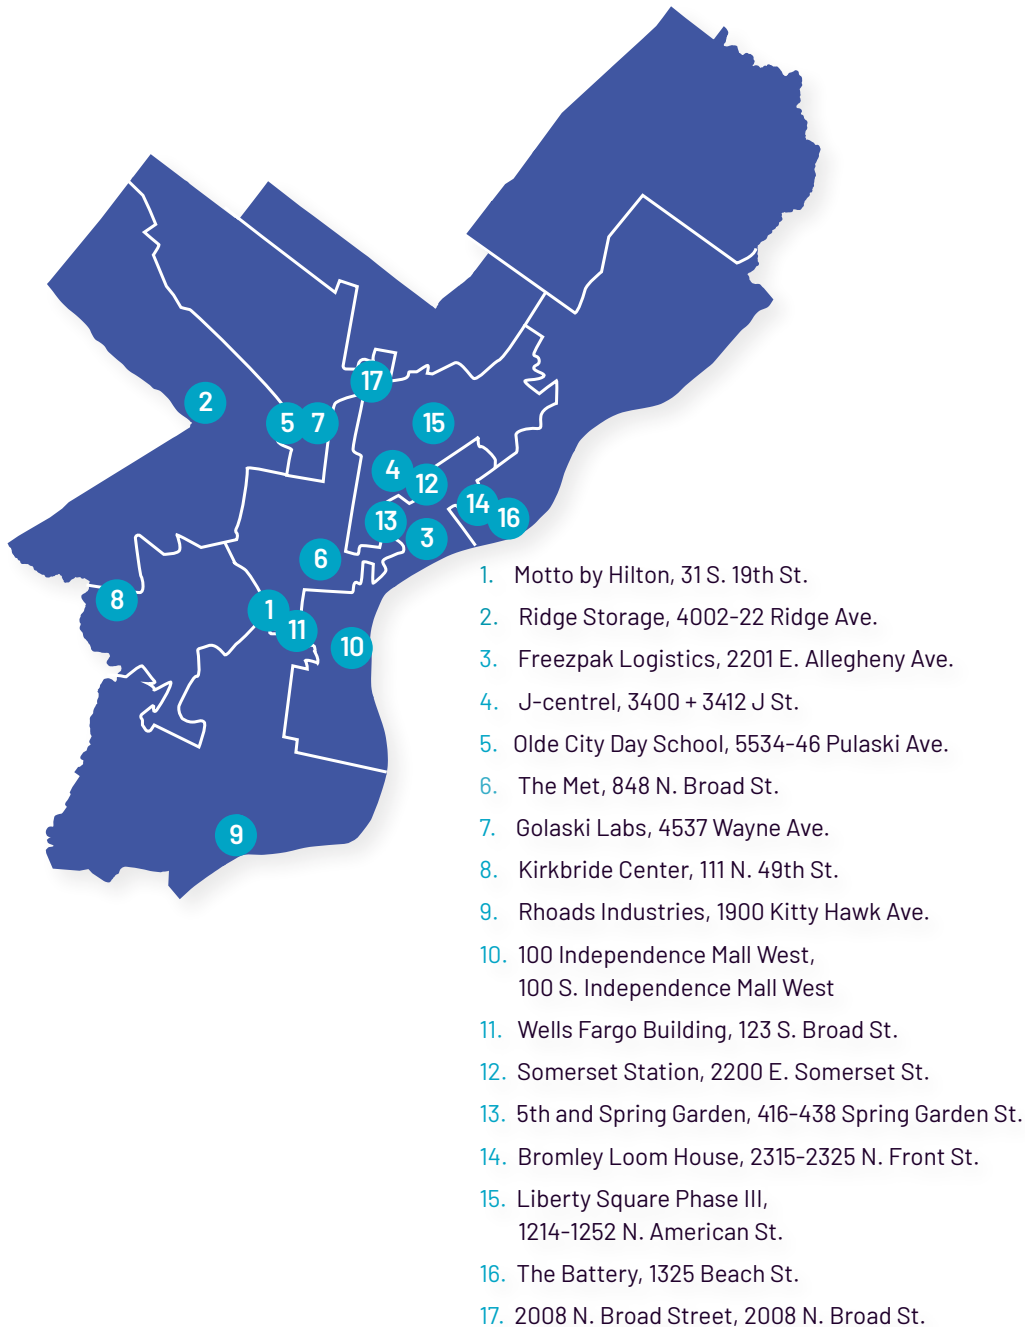 17
2
5
7
15
4
12
14
13
16
3
6
8
1
11
10
9
1. Motto by Hilton, 31 S. 19th St.
2. Ridge Storage, 4002-22 Ridge Ave.
3. Freezpak Logistics, 2201 E. Allegheny Ave.
4. J-centrel, 3400 + 3412 J St.
5. Olde City Day School, 5534-46 Pulaski Ave.
6. The Met, 848 N. Broad St.
7. Golaski Labs, 4537 Wayne Ave.
8. Kirkbride Center, 111 N. 49th St.
9. Rhoads Industries, 1900 Kitty Hawk Ave.
10. 100 Independence Mall West,
100 S. Independence Mall West
11. Wells Fargo Building, 123 S. Broad St.
12. Somerset Station, 2200 E. Somerset St.
13. 5th and Spring Garden, 416-438 Spring Garden St.
14. Bromley Loom House, 2315-2325 N. Front St.
15. Liberty Square Phase III,
1214-1252 N. American St.
16. The Battery, 1325 Beach St.
17. 2008 N. Broad Street, 2008 N. Broad St.